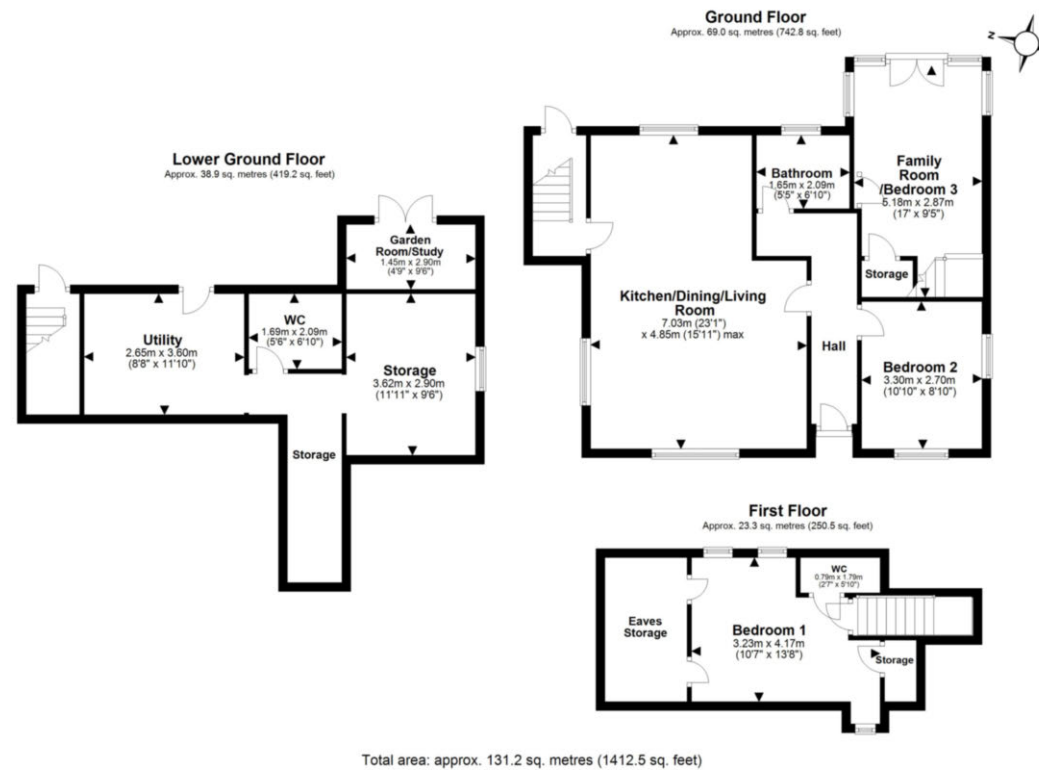 Ground Floor
Approx. 69.0 sq. metres (742.8 sq. feet)
N
Bathroom
1.65m x 2.09m
(5'5" x 6'10")
Family
Room
/Bedroom 3
5.18m x 2.87m
(17' x 9'5")
Storage
Kitchen/Dining/Living
Room
7.03m (23'1")
x 4.85m (15'11") max
Hall
Bedroom 2
3.30m x 2.70m
(10'10" x 8'10")
Lower Ground Floor
Approx. 38.9 sq. metres (419.2 sq. feet)
Garden
Room/Study
1.45m x 2.90m
(4'9" x 9'6")
Utility
2.65m x 3.60m
(8'8" x 11'10")
WC
1.69m x 2.09m
(5'6" x 6'10")
Storage
3.62m x 2.90m
(11'11" x 9'6")
Storage
First Floor
Approx. 23.3 sq. metres (250.5 sq. feet)
WC
0.79m x 1.79m
(2'7" x 5'10")
Eaves
Storage
Bedroom 1
3.23m x 4.17m
(10'7" x 13'8")
Storage
Total area: approx. 131.2 sq. metres (1412.5 sq. feet)